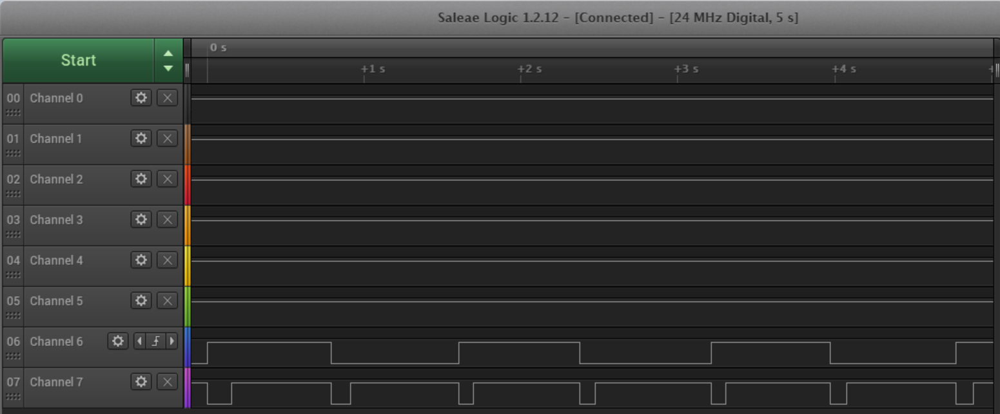 Saleae Logic 1.2.12 – [Connected] – [24 MHz Digital, 5 s]
Start
0 s
+1 s +2 s +3 s +4 s
00 Channel 0
01 Channel 1
02 Channel 2
03 Channel 3
04 Channel 4
05 Channel 5
06 Channel 6
07 Channel 7